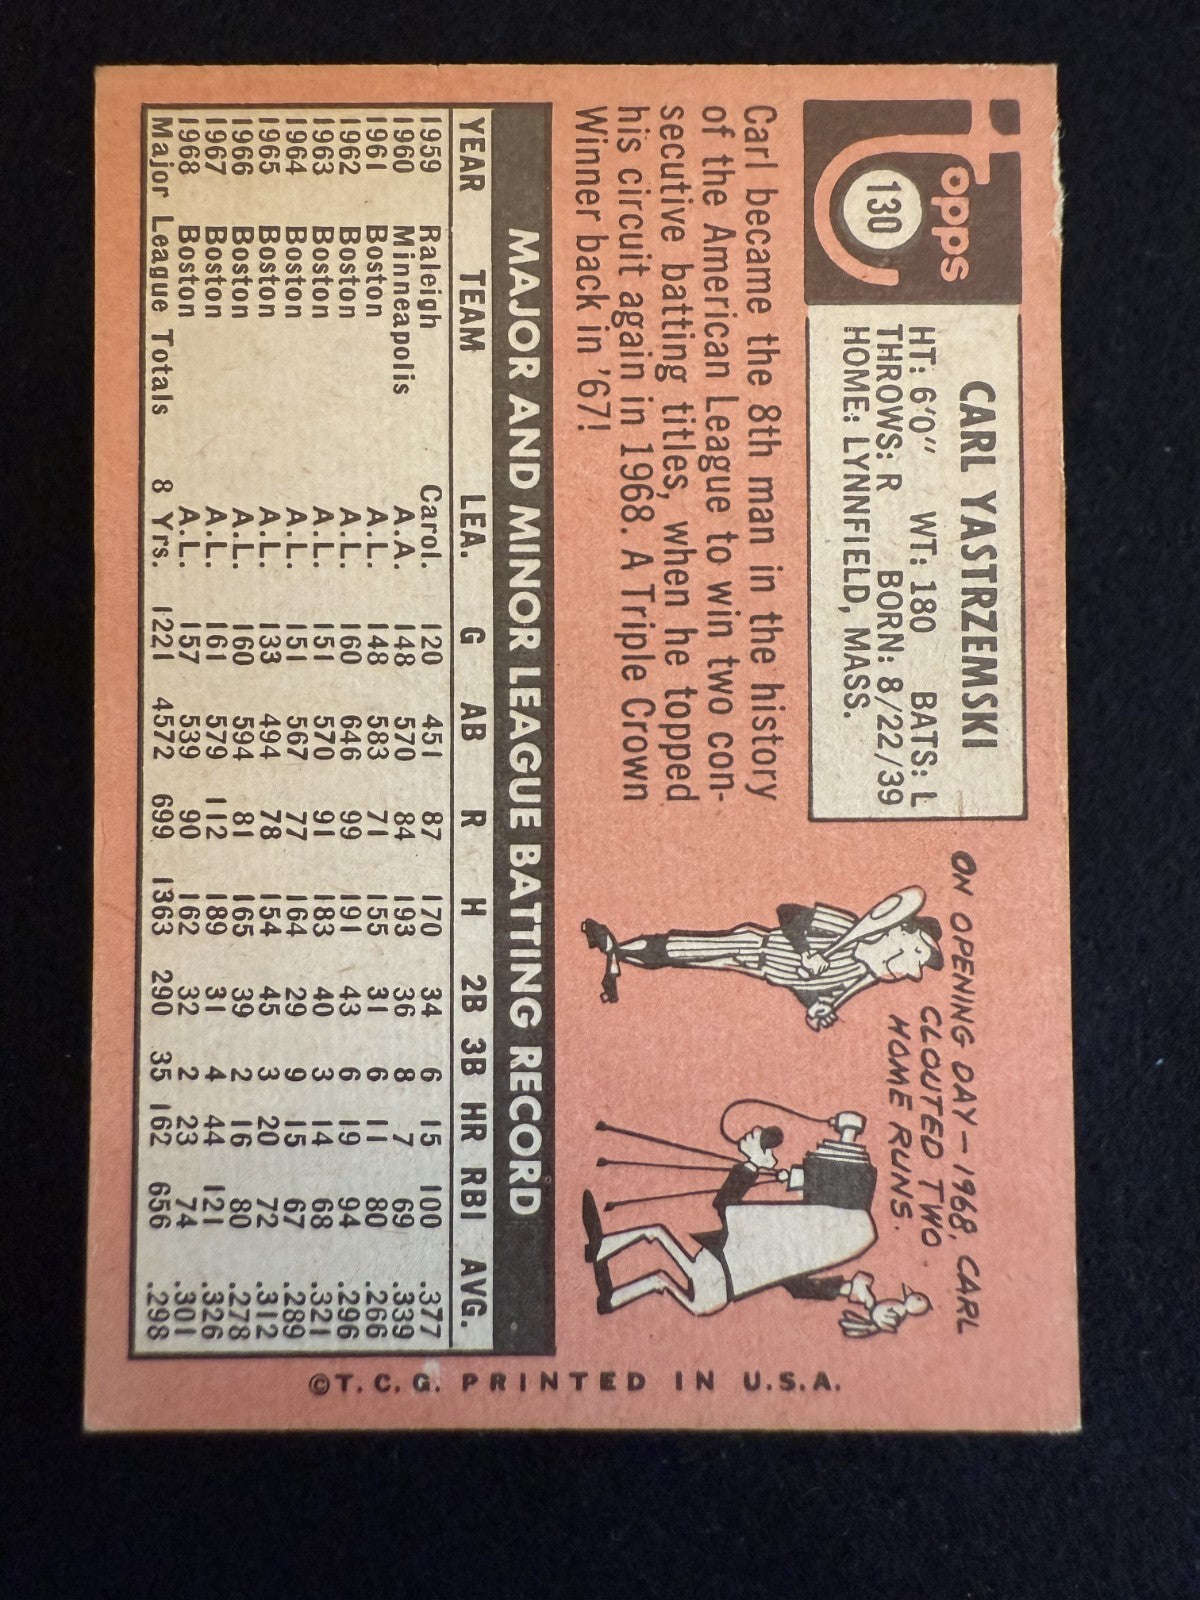 Topps
130
CARL YASTRZEMSKI
HT: 6'0" WT: 180 BATS: L
THROWS: R BORN: 8/22/39
HOME: LYNNFIELD, MASS.
ON OPENING DAY—1968, CARL
CLOUTED TWO
HOME RUNS.
Carl became the 8th man in the history
of the American League to win two con-
secutive batting titles, when he topped
his circuit again in 1968. A Triple Crown
Winner back in '67!
MAJOR AND MINOR LEAGUE BATTING RECORD
YEAR TEAM LEA. G AB R H 2B 3B HR RBI AVG.
1959 Raleigh Carol. 120 451 87 170 34 6 15 100 .377
1960 Minneapolis A.A. 148 570 84 193 36 8 7 69 .339
1961 Boston A.L. 148 583 71 155 31 6 11 80 .266
1962 Boston A.L. 160 646 99 191 43 6 19 94 .296
1963 Boston A.L. 151 570 91 183 40 3 14 68 .321
1964 Boston A.L. 151 567 77 164 29 9 15 67 .289
1965 Boston A.L. 133 494 78 154 45 3 20 72 .312
1966 Boston A.L. 160 594 81 165 39 2 16 80 .278
1967 Boston A.L. 161 579 112 189 31 4 44 121 .326
1968 Boston A.L. 157 539 90 162 32 2 23 74 .301
Major League Totals 8 Yrs. 1221 4572 699 1363 290 35 162 656 .298
©T.C.G. PRINTED IN U.S.A.